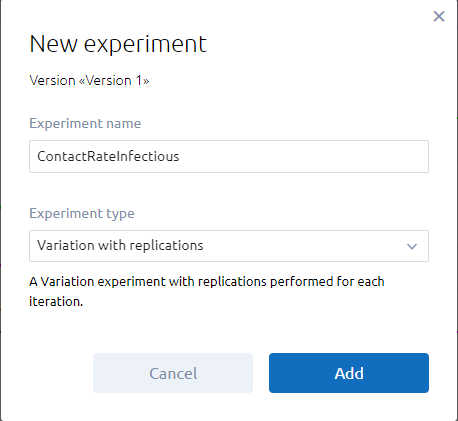 New experiment
Version «Version 1»
Experiment name
ContactRateInfectious
Experiment type
Variation with replications
A Variation experiment with replications performed for each
iteration.
Cancel
Add